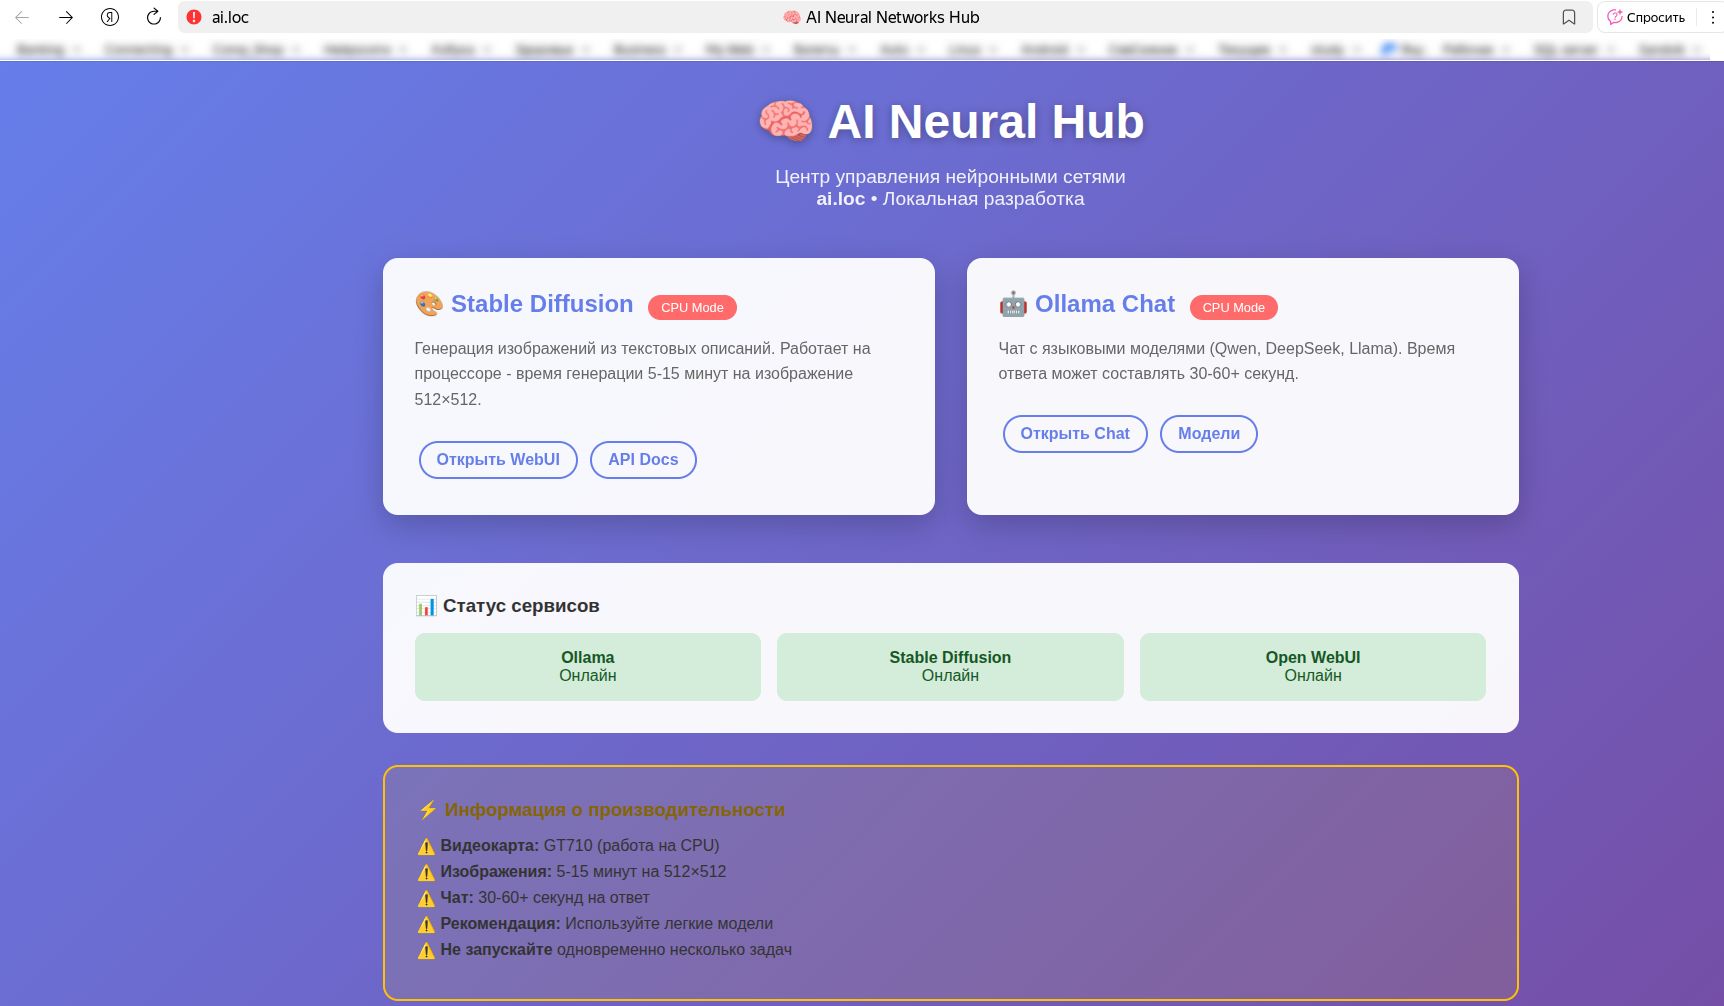 ai.loc
AI Neural Networks Hub
Спросить
AI Neural Hub
Центр управления нейронными сетями
ai.loc • Локальная разработка
Stable Diffusion CPU Mode
Генерация изображений из текстовых описаний. Работает на
процессоре - время генерации 5-15 минут на изображение
512×512.
Открыть WebUI API Docs
Ollama Chat CPU Mode
Чат с языковыми моделями (Qwen, DeepSeek, Llama). Время
ответа может составлять 30-60+ секунд.
Открыть Chat Модели
Статус сервисов
Ollama
Онлайн
Stable Diffusion
Онлайн
Open WebUI
Онлайн
Информация о производительности
Видеокарта: GT710 (работа на CPU)
Изображения: 5-15 минут на 512×512
Чат: 30-60+ секунд на ответ
Рекомендация: Используйте легкие модели
Не запускайте одновременно несколько задач